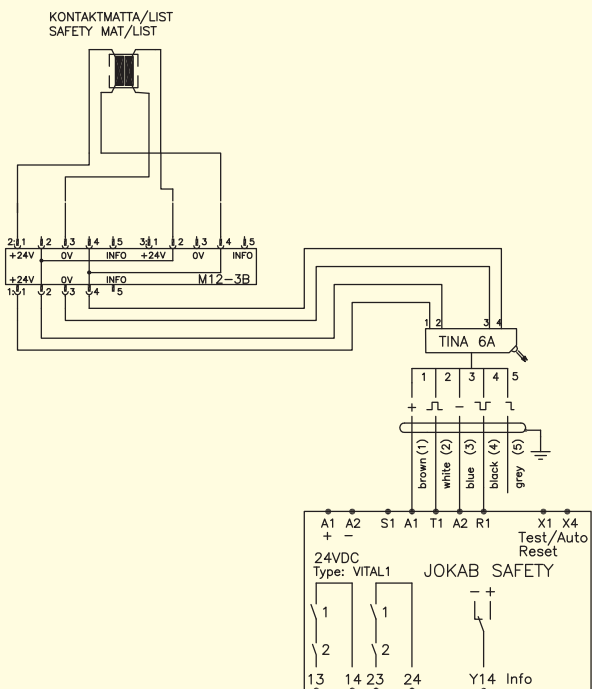 KONTAKTMATTA/LIST
SAFETY MAT/LIST
2:1 2 3 4 5 3:1 2 3 4 5
+24V 0V INFO +24V 0V INFO
+24V 0V INFO M12-3B
1:1 2 3 4 5
1 2 3 4
TINA 6A
1 2 3 4 5
+ −
brown (1)
white (2)
blue (3)
black (4)
grey (5)
A1 A2 S1 A1 T1 A2 R1 X1 X4
+ − Test/Auto
Reset
24VDC
Type: VITAL1 JOKAB SAFETY
− +
1 1
2 2
13 14 23 24 Y14 Info